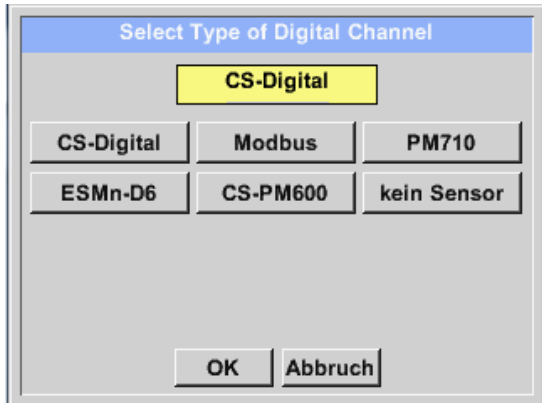 Select Type of Digital Channel
CS-Digital
CS-Digital Modbus PM710
ESMn-D6 CS-PM600 kein Sensor
OK Abbruch